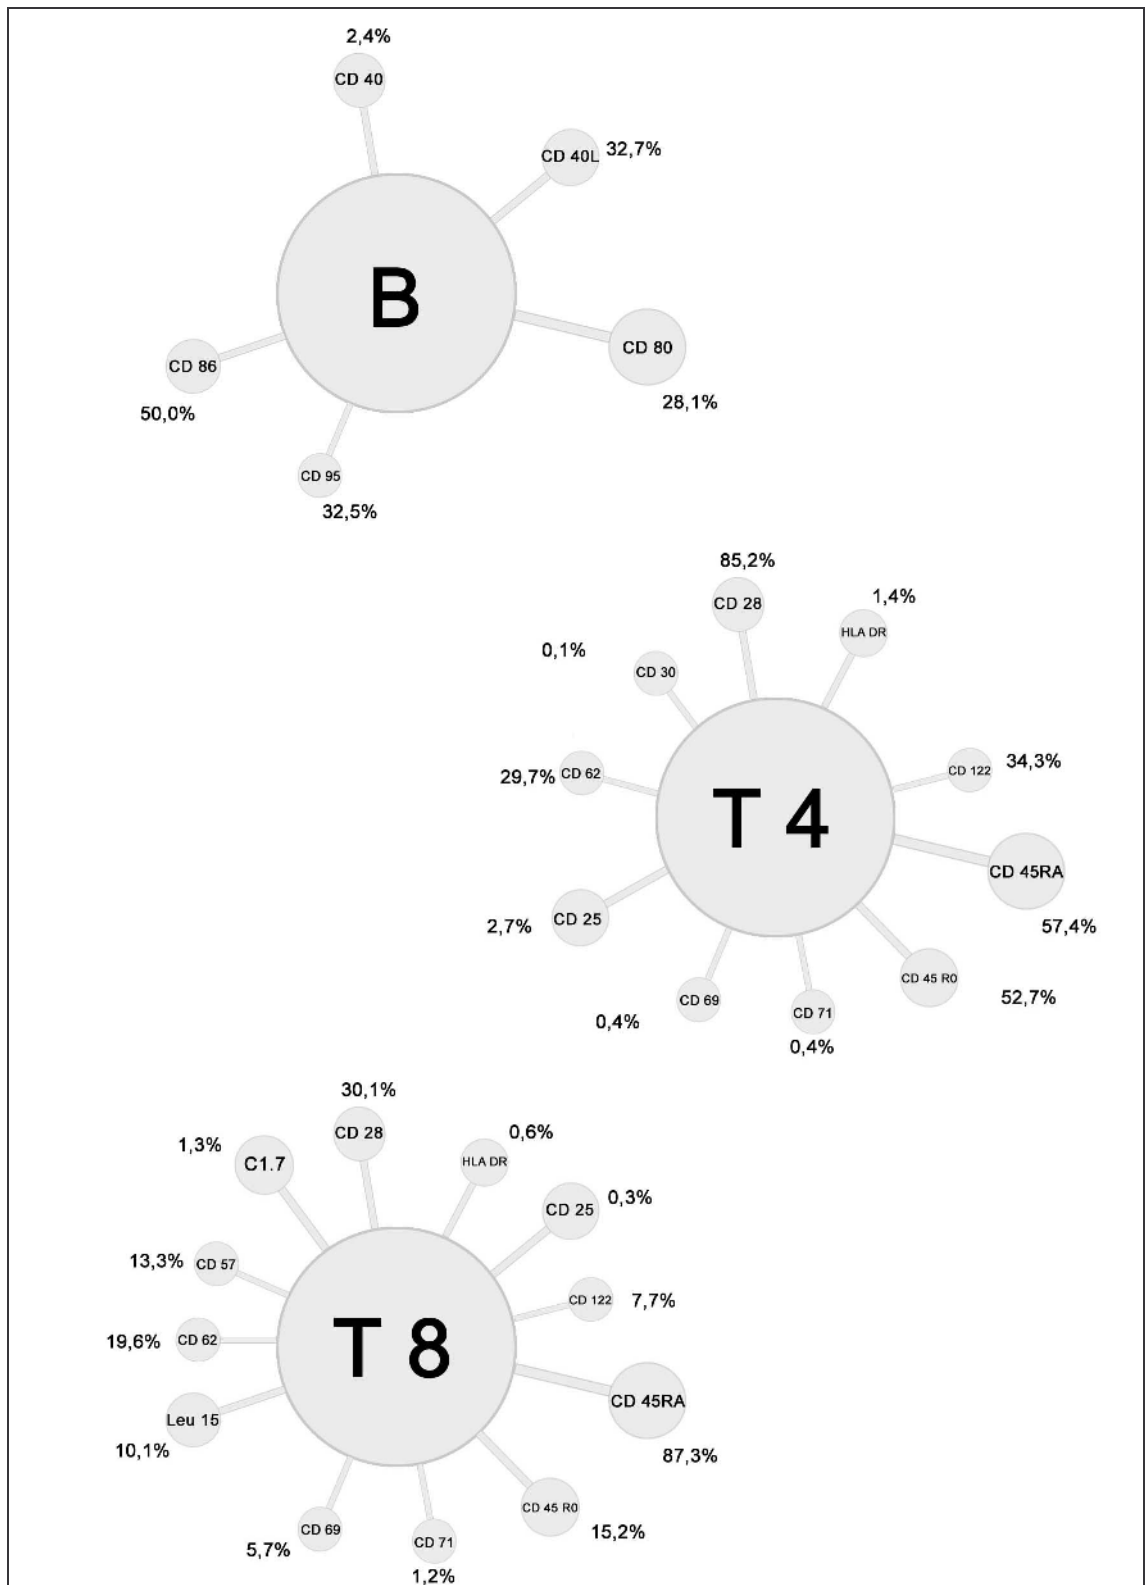 2,4%
CD 40
CD 40L
32,7%
B
CD 80
28,1%
CD 86
50,0%
CD 95
32,5%
85,2%
CD 28
1,4%
HLA DR
0,1%
CD 30
29,7%
CD 62
T 4
CD 122
34,3%
CD 45RA
57,4%
CD 25
2,7%
CD 45 R0
52,7%
CD 69
0,4%
CD 71
0,4%
30,1%
CD 28
1,3%
C1.7
0,6%
HLA DR
CD 25
0,3%
13,3%
CD 57
CD 122
7,7%
19,6%
CD 62
T 8
CD 45RA
87,3%
Leu 15
10,1%
CD 45 R0
15,2%
CD 69
5,7%
CD 71
1,2%